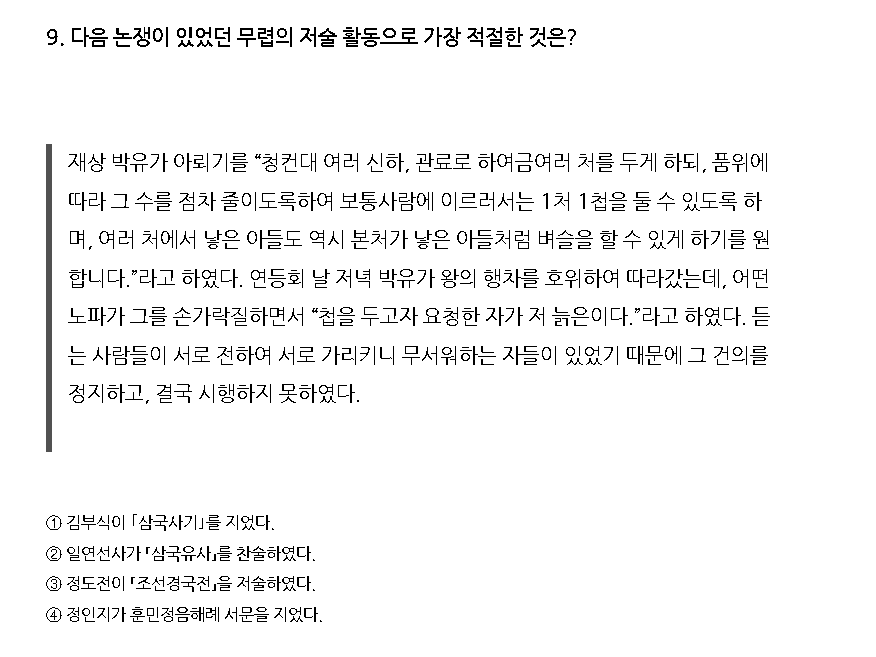 9. 다음 논쟁이 있었던 무렵의 저술 활동으로 가장 적절한 것은?
재상 박유가 아뢰기를 “청컨대 여러 신하, 관료로 하여금여러 처를 두게 하되, 품위에
따라 그 수를 점차 줄이도록하여 보통사람에 이르러서는 1처 1첩을 둘 수 있도록 하
며, 여러 처에서 낳은 아들도 역시 본처가 낳은 아들처럼 벼슬을 할 수 있게 하기를 원
합니다.”라고 하였다. 연등회 날 저녁 박유가 왕의 행차를 호위하여 따라갔는데, 어떤
노파가 그를 손가락질하면서 “첩을 두고자 요청한 자가 저 늙은이다.”라고 하였다. 듣
는 사람들이 서로 전하여 서로 가리키니 무서워하는 자들이 있었기 때문에 그 건의를
정지하고, 결국 시행하지 못하였다.
① 김부식이 「삼국사기」를 지었다.
② 일연선사가 「삼국유사」를 찬술하였다.
③ 정도전이 「조선경국전」을 저술하였다.
④ 정인지가 훈민정음해례 서문을 지었다.